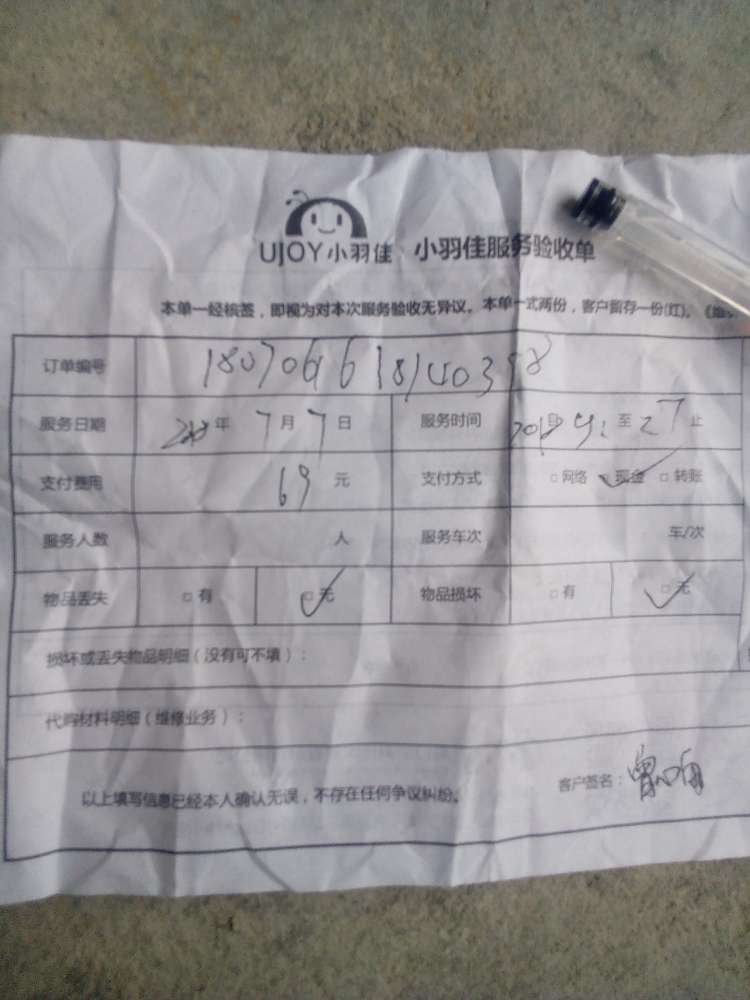 UJOY小羽佳 小羽佳服务验收单
本单一经核签，即视为对本次服务验收无异议。本单一式两份，客户留存一份(红)。
订单编号
服务日期 年 7 月 7 日 服务时间 至 27 止
支付费用 69 元 支付方式 □网络 □现金 □转账
服务人数 人 服务车次 车/次
物品丢失 □有 □无 物品损坏 □有 □无
损坏或丢失物品明细（没有可不填）：
代购材料明细（维修业务）：
以上填写信息已经本人确认无误，不存在任何争议纠纷。 客户签名：